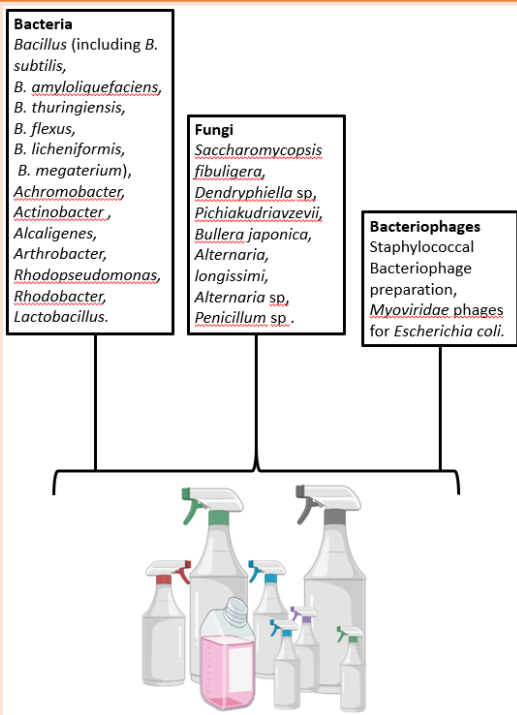 Bacteria
Bacillus (including B.
subtilis,
B. amyloliquefaciens,
B. thuringiensis,
B. flexus,
B. licheniformis,
B. megaterium),
Achromobacter,
Actinobacter ,
Alcaligenes,
Arthrobacter,
Rhodopseudomonas,
Rhodobacter,
Lactobacillus.
Fungi
Saccharomycopsis
fibuligera,
Dendryphiella sp,
Pichiakudriavzevii,
Bullera japonica,
Alternaria,
longissimi,
Alternaria sp,
Penicillum sp .
Bacteriophages
Staphylococcal
Bacteriophage
preparation,
Myoviridae phages
for Escherichia coli.